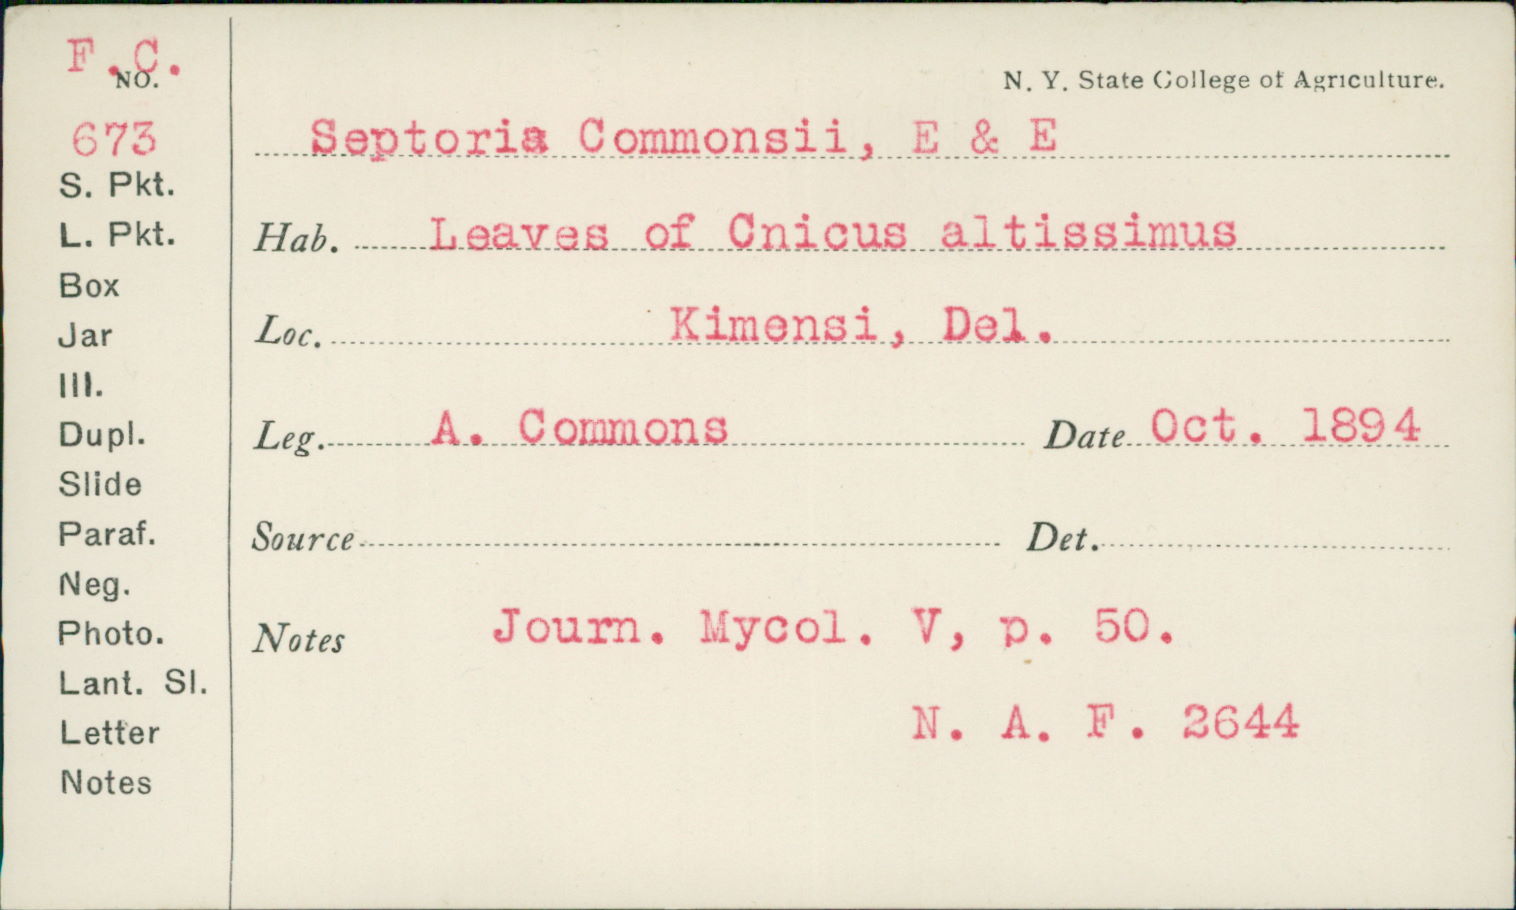 F.C.
NO.
N. Y. State College of Agriculture.
673
Septoria Commonsii, E & E
S. Pkt.
L. Pkt.
Hab. Leaves of Cnicus altissimus
Box
Jar
Loc. Kimensi, Del.
Ill.
Dupl.
Leg. A. Commons Date Oct. 1894
Slide
Paraf.
Source Det.
Neg.
Photo.
Notes Journ. Mycol. V, p. 50.
Lant. Sl.
N. A. F. 2644
Letter
Notes